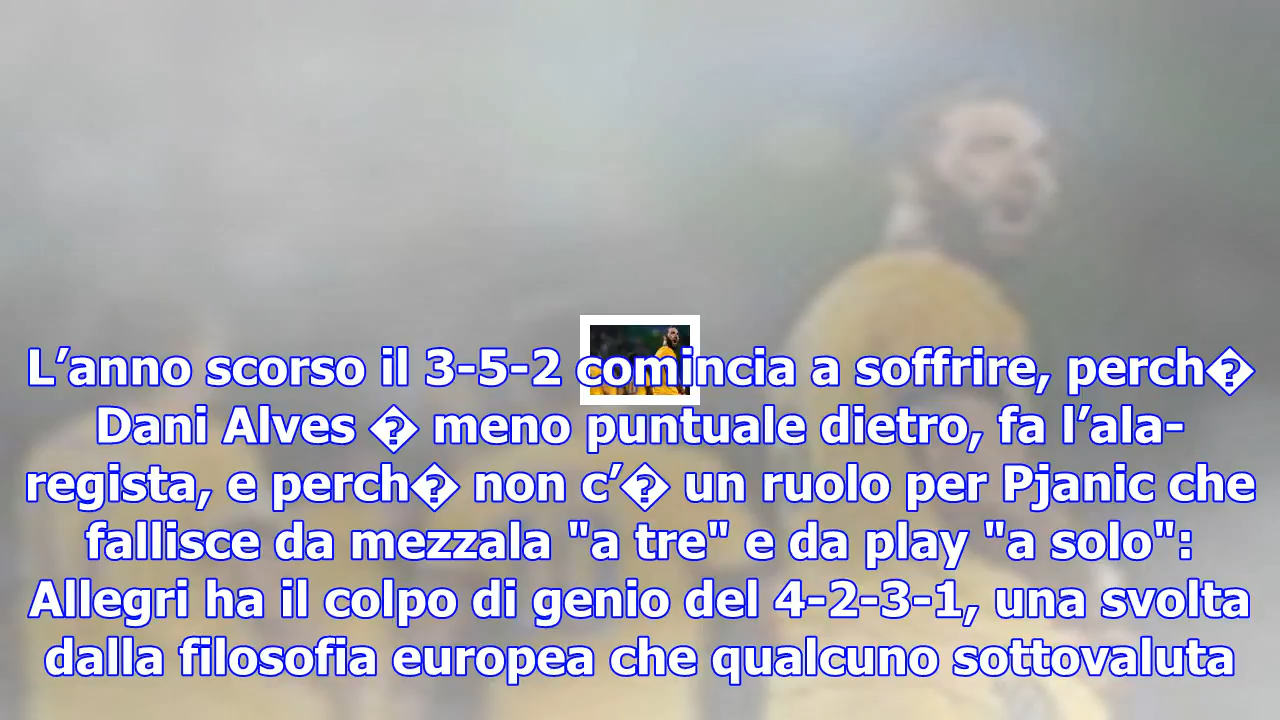 L’anno scorso il 3-5-2 comincia a soffrire, perch�
Dani Alves � meno puntuale dietro, fa l’ala-
regista, e perch� non c’� un ruolo per Pjanic che
fallisce da mezzala "a tre" e da play "a solo":
Allegri ha il colpo di genio del 4-2-3-1, una svolta
dalla filosofia europea che qualcuno sottovaluta